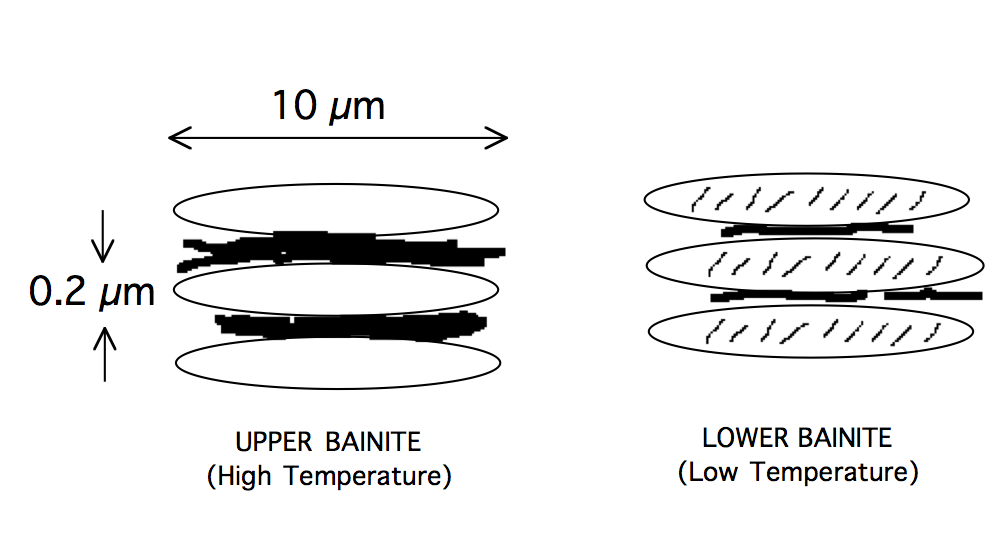 10 µm
0.2 µm
UPPER BAINITE
(High Temperature)
LOWER BAINITE
(Low Temperature)